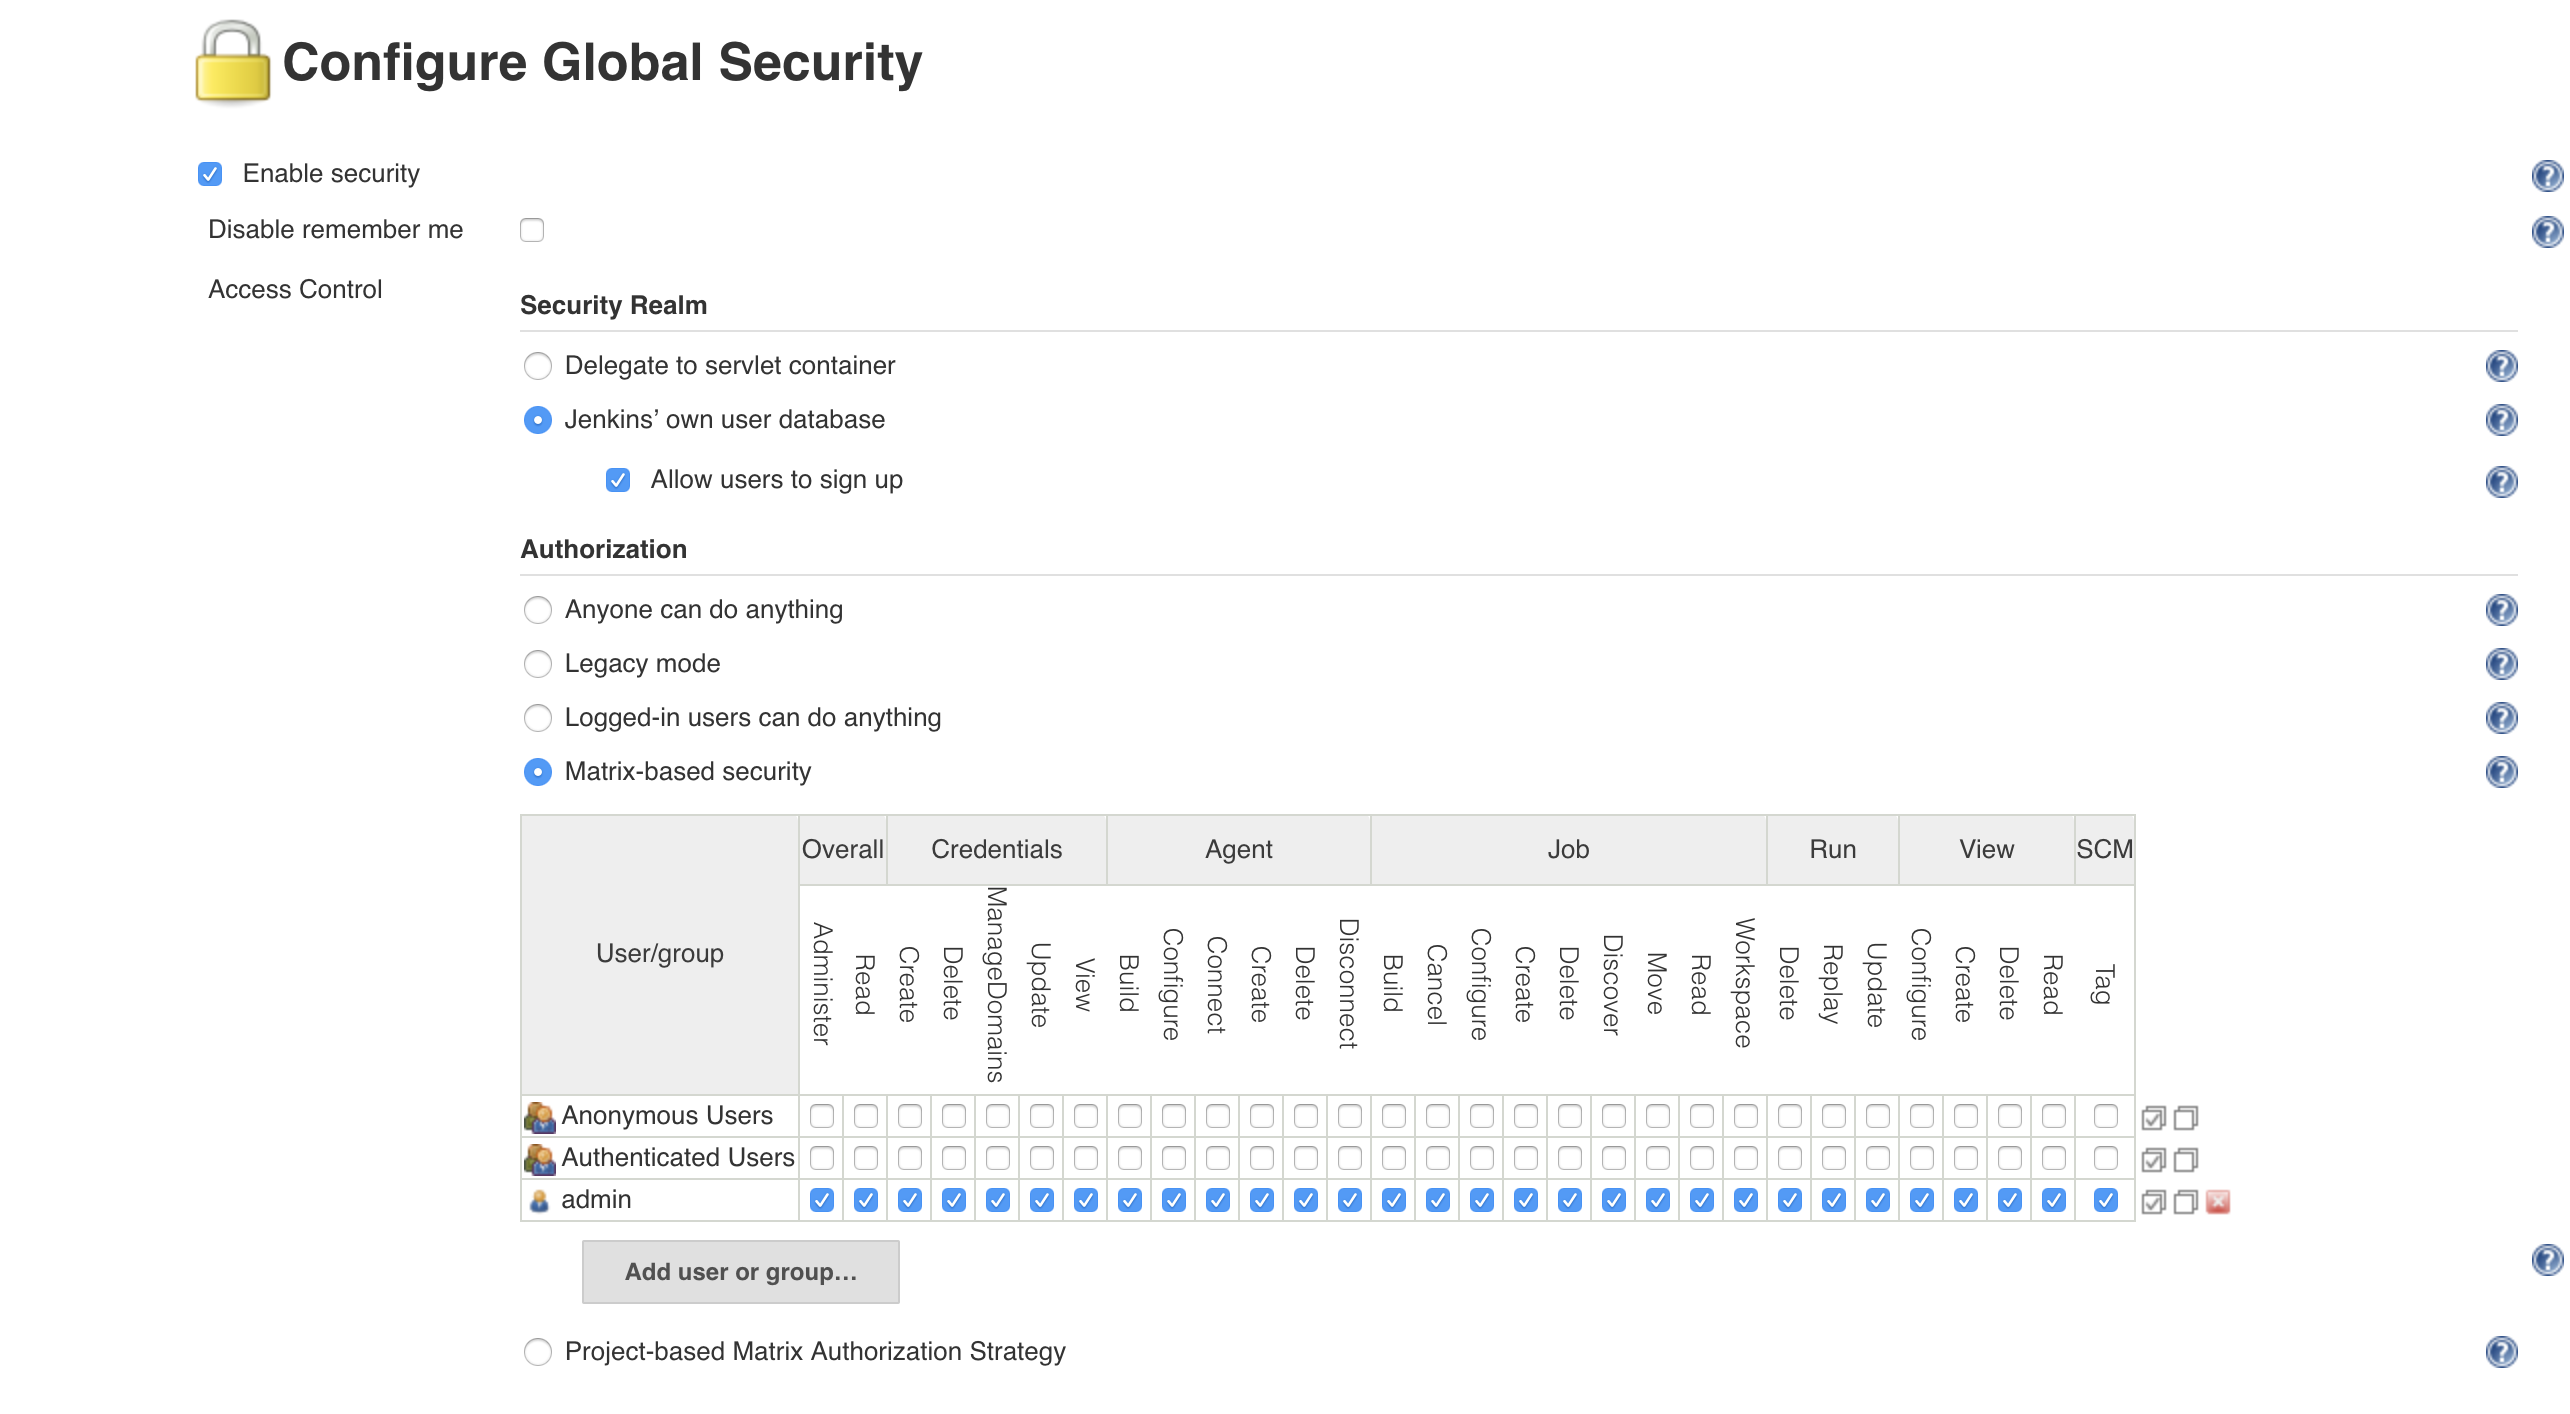 Configure Global Security
Enable security
Disable remember me
Access Control
Security Realm
Delegate to servlet container
Jenkins’ own user database
Allow users to sign up
Authorization
Anyone can do anything
Legacy mode
Logged-in users can do anything
Matrix-based security
User/group
Overall Credentials Agent Job Run View SCM
Administer Read Create Delete ManageDomains Update View Build Configure Connect Create Delete Disconnect Build Cancel Configure Create Delete Discover Move Read Workspace Delete Replay Update Configure Create Delete Read Tag
Anonymous Users
Authenticated Users
admin
Add user or group...
Project-based Matrix Authorization Strategy